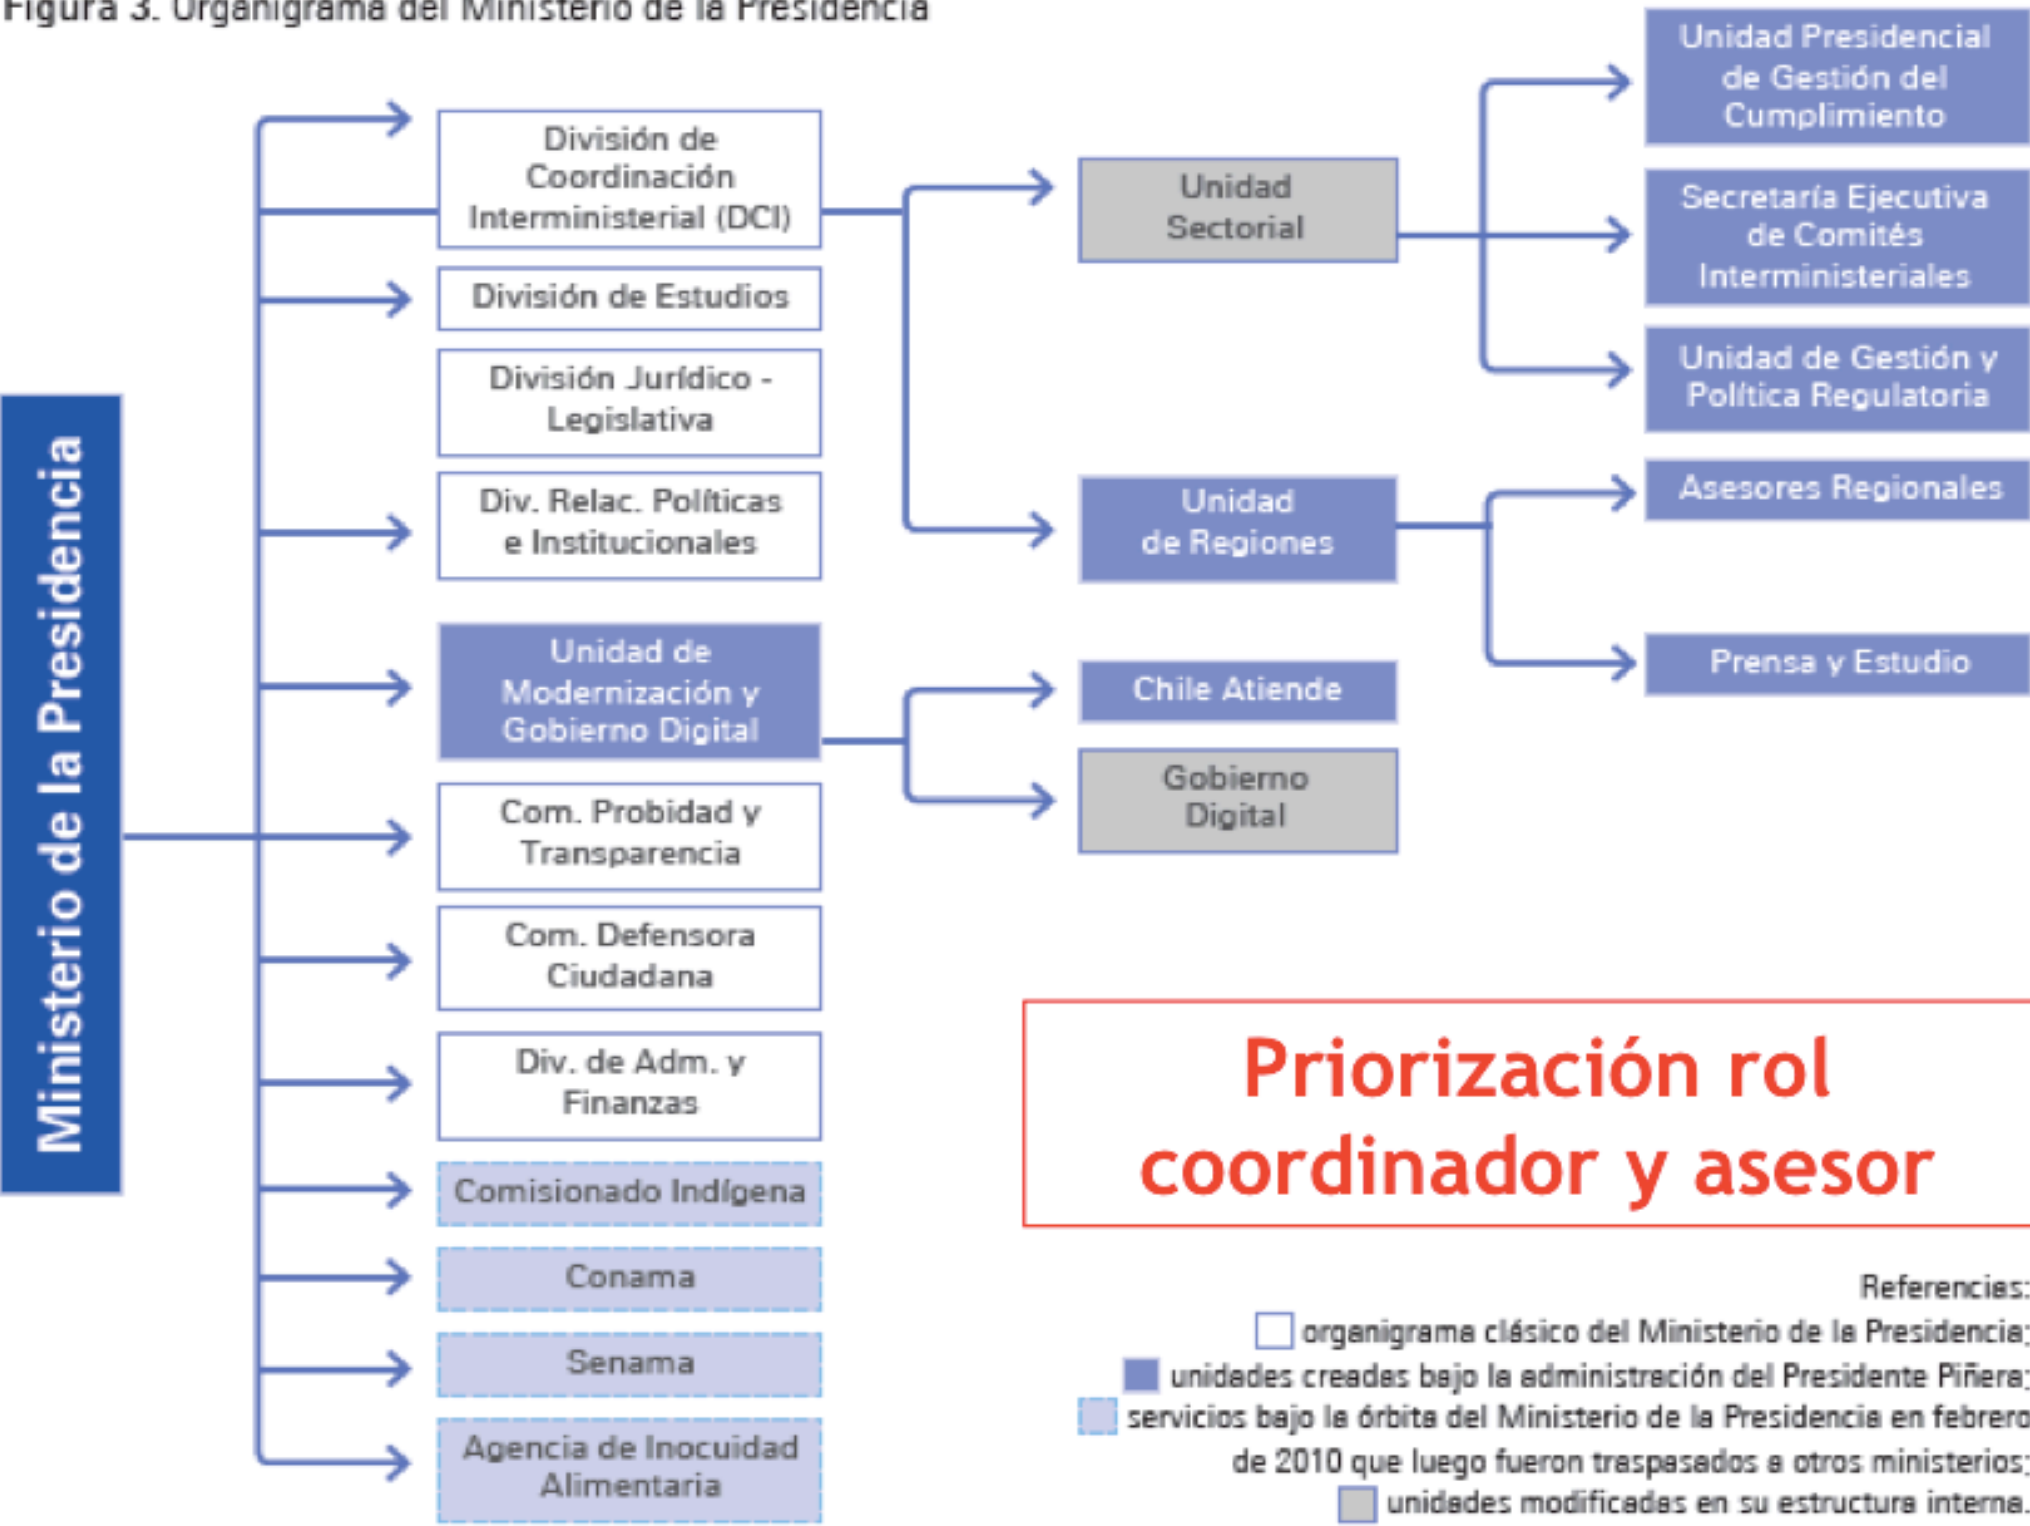 Figura 3. Organigrama del Ministerio de la Presidencia
Ministerio de la Presidencia
División de
Coordinación
Interministerial (DCI)
División de Estudios
División Jurídico -
Legislativa
Div. Relac. Políticas
e Institucionales
Unidad de
Modernización y
Gobierno Digital
Com. Probidad y
Transparencia
Com. Defensora
Ciudadana
Div. de Adm. y
Finanzas
Comisionado Indígena
Conama
Senama
Agencia de Inocuidad
Alimentaria
Unidad
Sectorial
Unidad
de Regiones
Chile Atiende
Gobierno
Digital
Unidad Presidencial
de Gestión del
Cumplimiento
Secretaría Ejecutiva
de Comités
Interministeriales
Unidad de Gestión y
Política Regulatoria
Asesores Regionales
Prensa y Estudio
Priorización rol
coordinador y asesor
Referencias:
organigrama clásico del Ministerio de la Presidencia;
unidades creadas bajo la administración del Presidente Piñera;
servicios bajo la órbita del Ministerio de la Presidencia en febrero
de 2010 que luego fueron traspasados a otros ministerios;
unidades modificadas en su estructura interna.